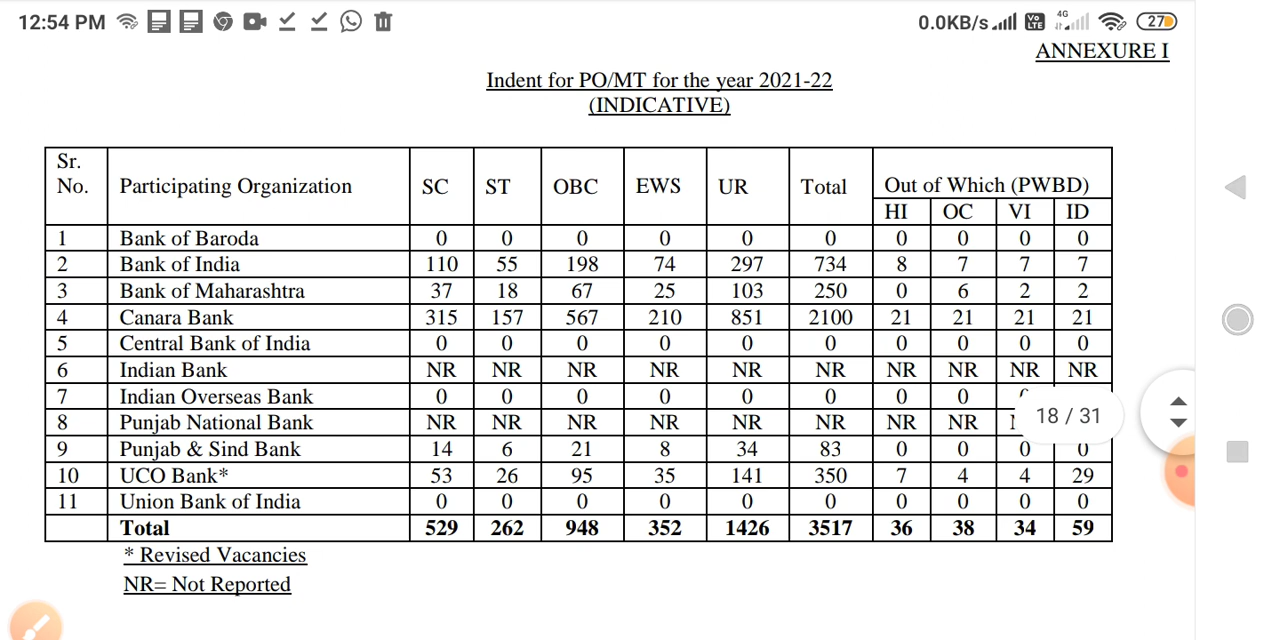 12:54 PM 0.0KB/s Vo LTE 4G 27
ANNEXURE I
Indent for PO/MT for the year 2021-22
(INDICATIVE)
Sr. No. Participating Organization SC ST OBC EWS UR Total Out of Which (PWBD)
HI OC VI ID
1 Bank of Baroda 0 0 0 0 0 0 0 0 0 0
2 Bank of India 110 55 198 74 297 734 8 7 7 7
3 Bank of Maharashtra 37 18 67 25 103 250 0 6 2 2
4 Canara Bank 315 157 567 210 851 2100 21 21 21 21
5 Central Bank of India 0 0 0 0 0 0 0 0 0 0
6 Indian Bank NR NR NR NR NR NR NR NR NR NR
7 Indian Overseas Bank 0 0 0 0 0 0 0 0
8 Punjab National Bank NR NR NR NR NR NR NR NR
18 / 31
9 Punjab & Sind Bank 14 6 21 8 34 83 0 0 0 0
10 UCO Bank* 53 26 95 35 141 350 7 4 4 29
11 Union Bank of India 0 0 0 0 0 0 0 0 0 0
Total 529 262 948 352 1426 3517 36 38 34 59
* Revised Vacancies
NR= Not Reported